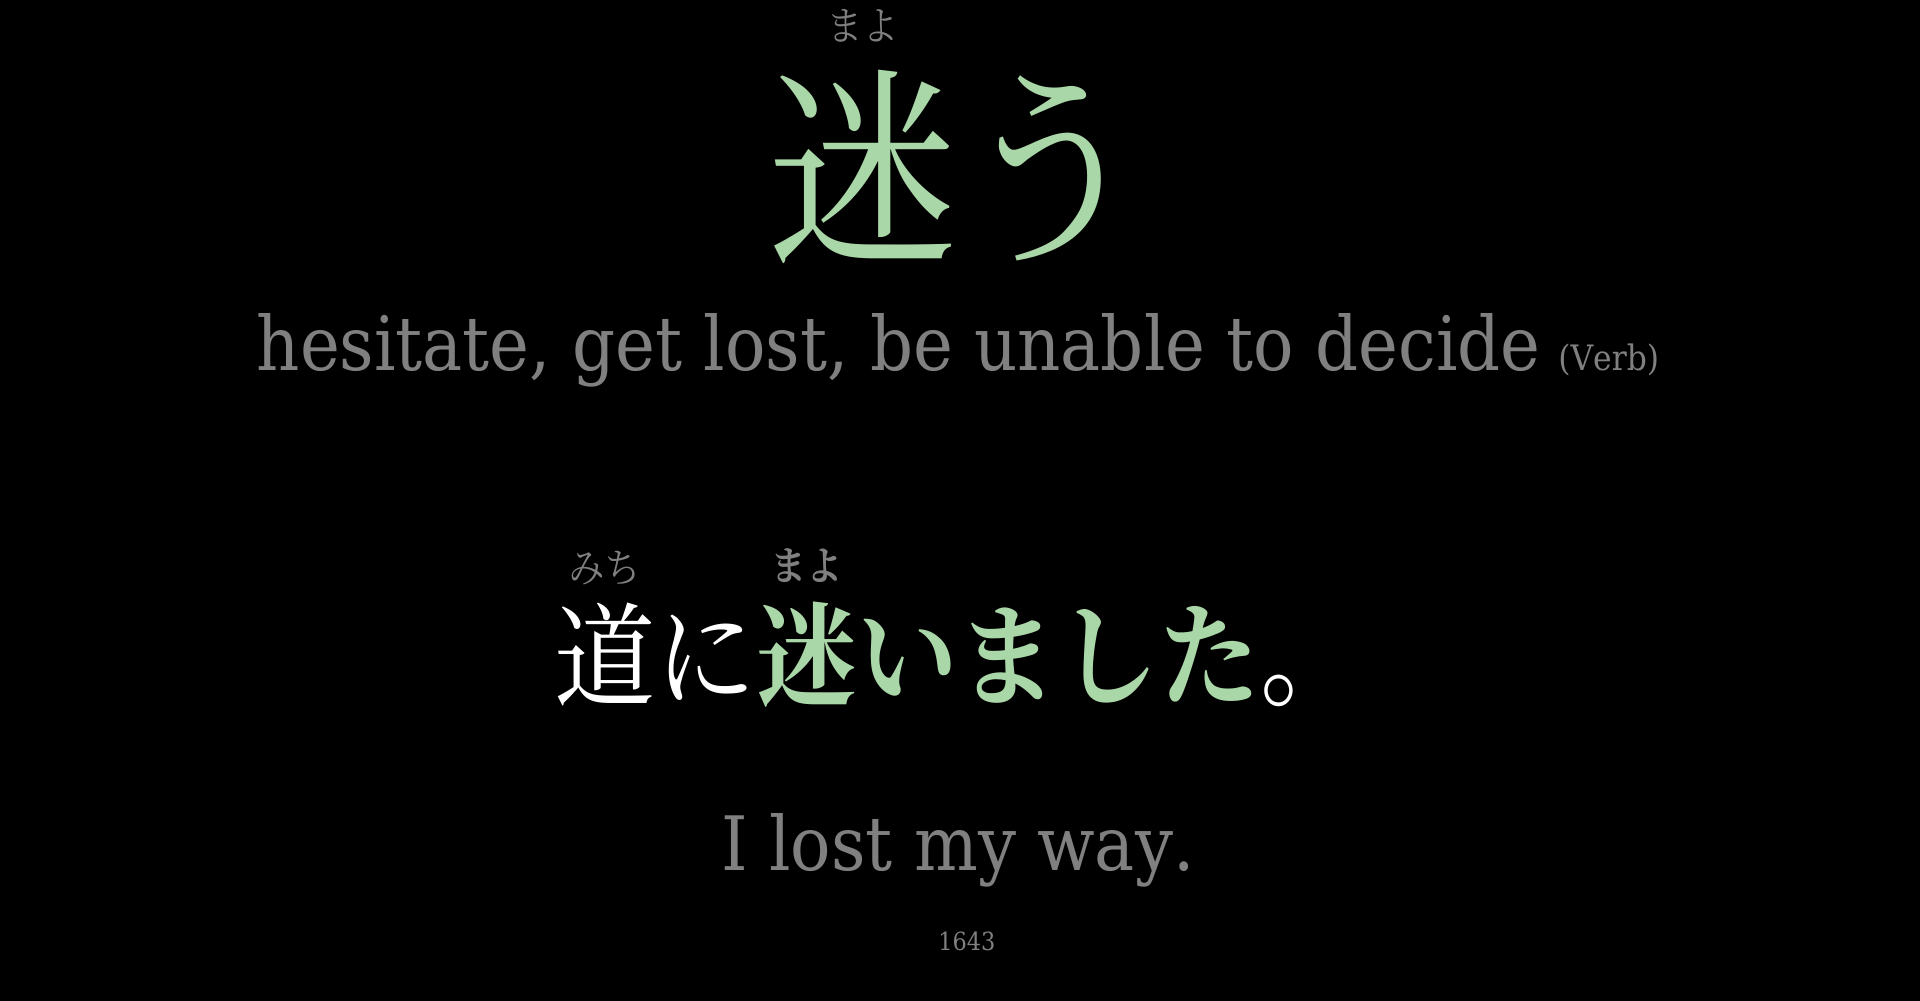 まよ
迷う
hesitate, get lost, be unable to decide (Verb)
みち まよ
道に迷いました。
I lost my way.
1643